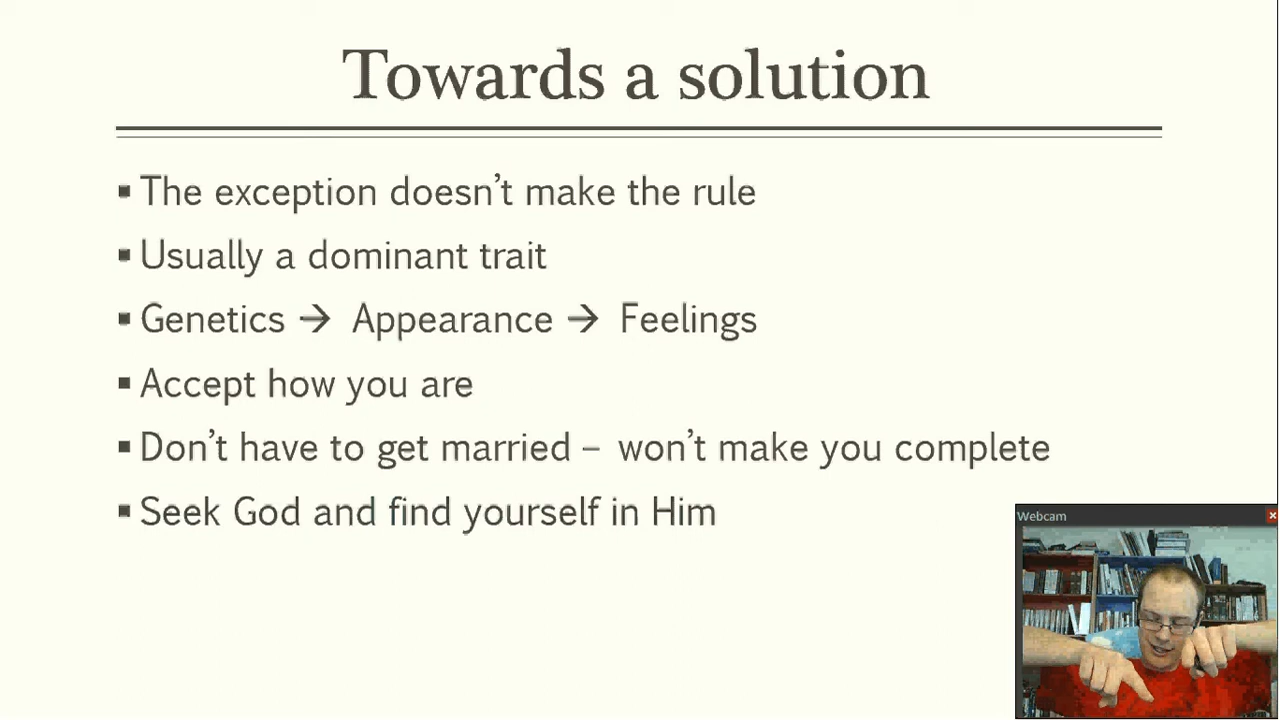 Towards a solution
▪ The exception doesn’t make the rule
▪ Usually a dominant trait
▪ Genetics → Appearance → Feelings
▪ Accept how you are
▪ Don’t have to get married – won’t make you complete
▪ Seek God and find yourself in Him
Webcam